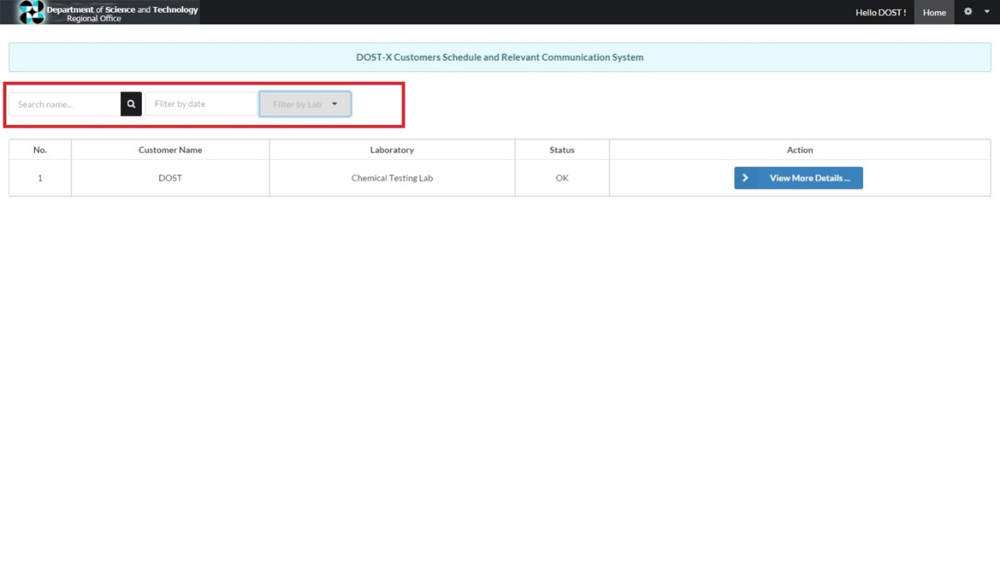 Department of Science and Technology
Regional Office
Hello DOST !
Home
DOST-X Customers Schedule and Relevant Communication System
Search name...
Filter by date
Filter by Lab
No. Customer Name Laboratory Status Action
1 DOST Chemical Testing Lab OK View More Details ...